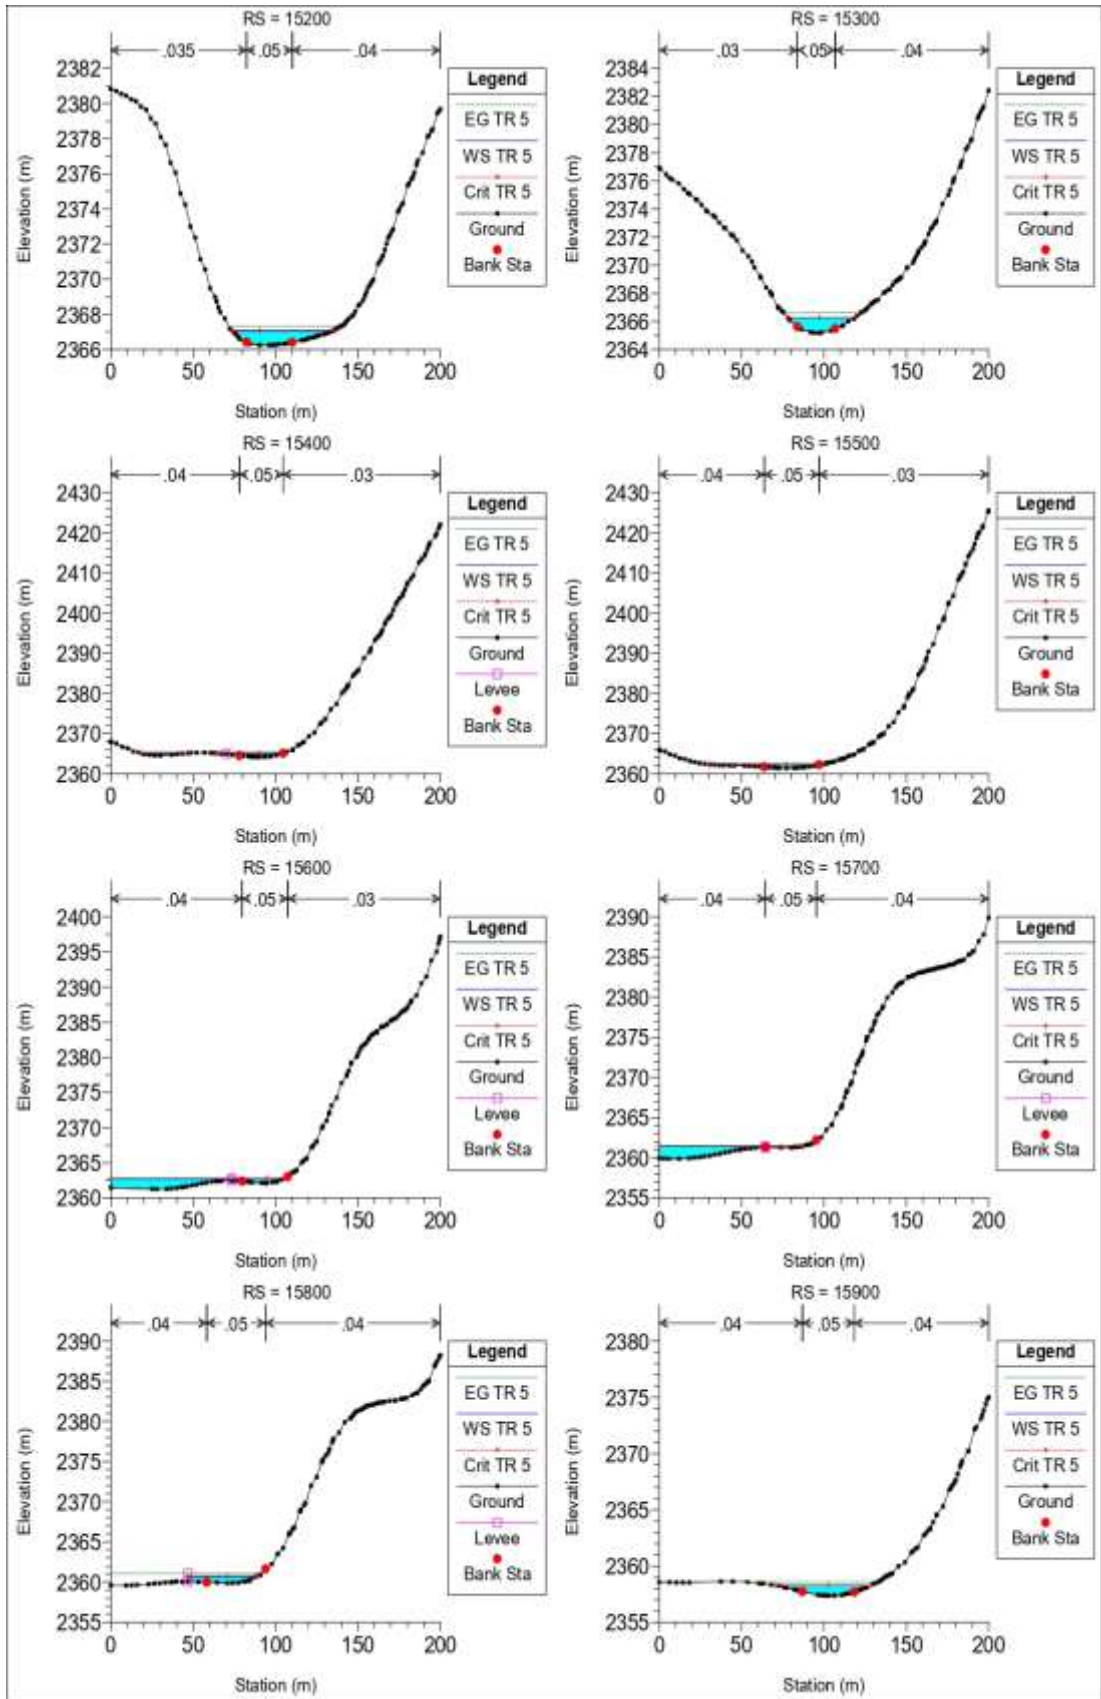 RS = 15200
.035 .05 .04
2382
2380
2378
2376
2374
2372
2370
2368
2366
Elevation (m)
0 50 100 150 200
Station (m)
Legend
EG TR 5
WS TR 5
Crit TR 5
Ground
Bank Sta
RS = 15300
.03 .05 .04
2384
2382
2380
2378
2376
2374
2372
2370
2368
2366
2364
Elevation (m)
0 50 100 150 200
Station (m)
Legend
EG TR 5
WS TR 5
Crit TR 5
Ground
Bank Sta
RS = 15400
.04 .05 .03
2430
2420
2410
2400
2390
2380
2370
2360
Elevation (m)
0 50 100 150 200
Station (m)
Legend
EG TR 5
WS TR 5
Crit TR 5
Ground
Levee
Bank Sta
RS = 15500
.04 .05 .03
2430
2420
2410
2400
2390
2380
2370
2360
Elevation (m)
0 50 100 150 200
Station (m)
Legend
EG TR 5
WS TR 5
Crit TR 5
Ground
Bank Sta
RS = 15600
.04 .05 .03
2400
2395
2390
2385
2380
2375
2370
2365
2360
Elevation (m)
0 50 100 150 200
Station (m)
Legend
EG TR 5
WS TR 5
Crit TR 5
Ground
Levee
Bank Sta
RS = 15700
.04 .05 .04
2390
2385
2380
2375
2370
2365
2360
2355
Elevation (m)
0 50 100 150 200
Station (m)
Legend
EG TR 5
WS TR 5
Crit TR 5
Ground
Levee
Bank Sta
RS = 15800
.04 .05 .04
2390
2385
2380
2375
2370
2365
2360
2355
Elevation (m)
0 50 100 150 200
Station (m)
Legend
EG TR 5
WS TR 5
Crit TR 5
Ground
Levee
Bank Sta
RS = 15900
.04 .05 .04
2380
2375
2370
2365
2360
2355
Elevation (m)
0 50 100 150 200
Station (m)
Legend
EG TR 5
WS TR 5
Crit TR 5
Ground
Bank Sta